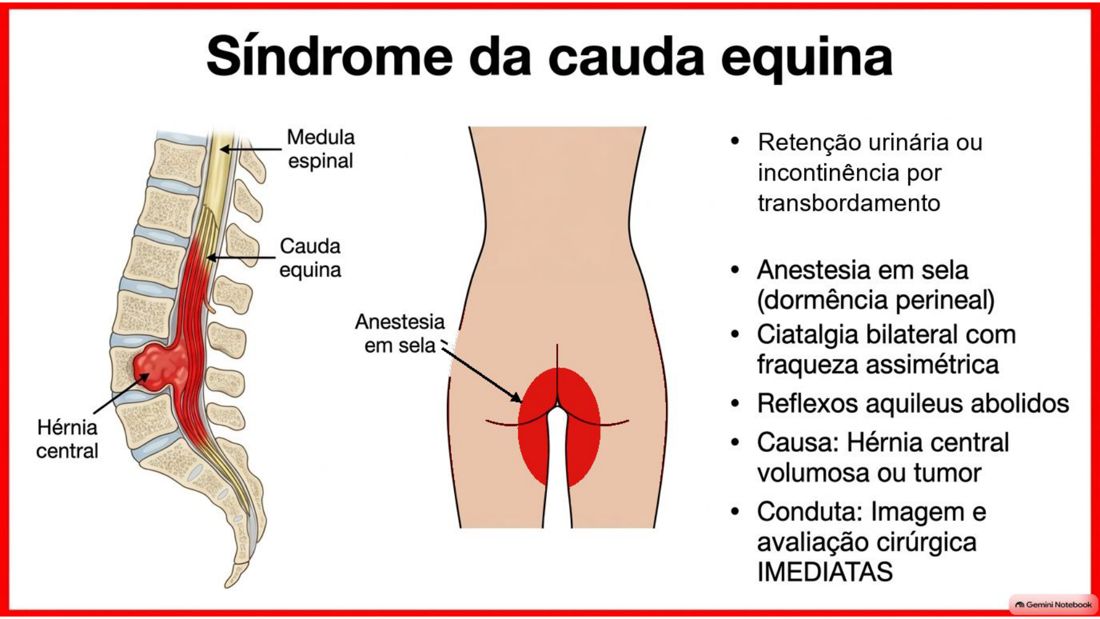 Síndrome da cauda equina
Medula
espinal
Cauda
equina
Hérnia
central
Anestesia
em sela
• Retenção urinária ou
incontinência por
transbordamento
• Anestesia em sela
(dormência perineal)
• Ciatalgia bilateral com
fraqueza assimétrica
• Reflexos aquileus abolidos
• Causa: Hérnia central
volumosa ou tumor
• Conduta: Imagem e
avaliação cirúrgica
IMEDIATAS
Gemini Notebook